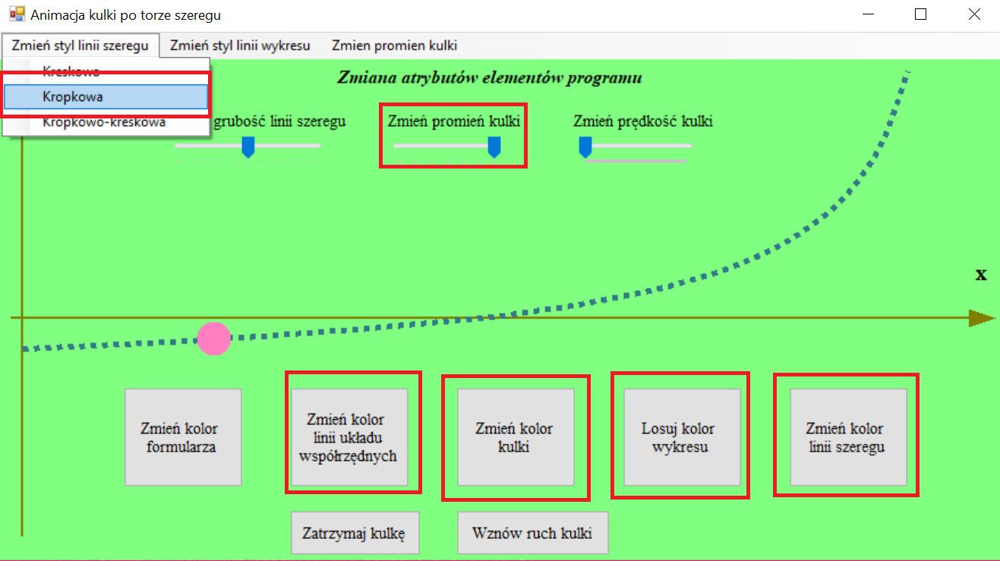 Animacja kulki po torze szeregu
Zmień styl linii szeregu
Zmień styl linii wykresu
Zmien promien kulki
Kreskowa
Kropkowa
Kropkowo-kreskowa
Zmiana atrybutów elementów programu
grubość linii szeregu
Zmień promień kulki
Zmień prędkość kulki
x
Zmień kolor
formularza
Zmień kolor
linii układu
współrzędnych
Zmień kolor
kulki
Losuj kolor
wykresu
Zmień kolor
linii szeregu
Zatrzymaj kulkę
Wznów ruch kulki